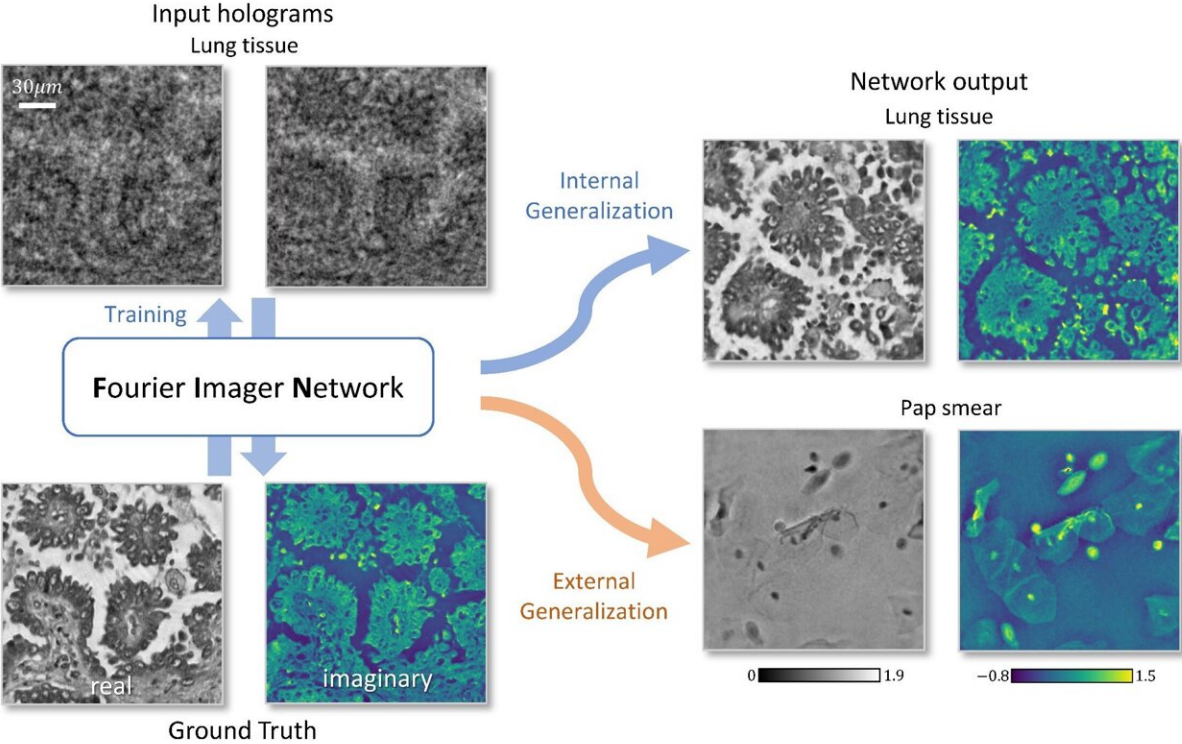 Input holograms
Lung tissue
30μm
Training
Fourier Imager Network
real
imaginary
Ground Truth
Internal
Generalization
External
Generalization
Network output
Lung tissue
Pap smear
0 1.9
−0.8 1.5